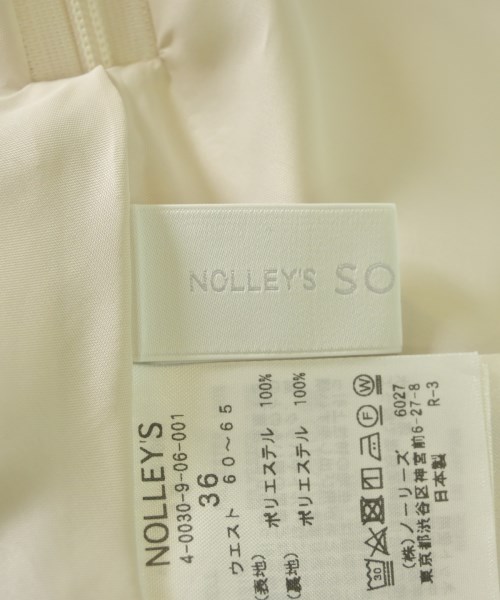 NOLLEY'S SO
NOLLEY'S
4-0030-9-06-001
36
ウエスト 60～65
(表地) ポリエステル 100%
(裏地) ポリエステル 100%
30
(株)ノーリーズ 6027
東京都渋谷区神宮前6-27-8
日本製 R-3